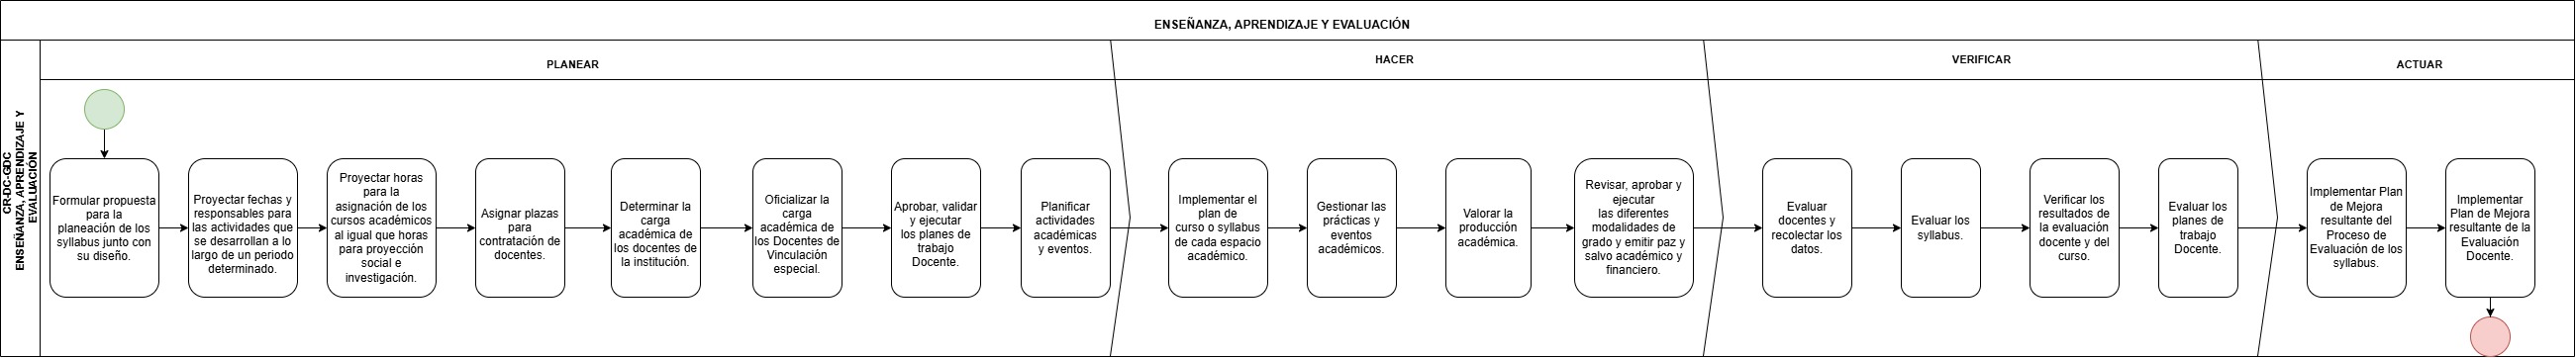 ENSEÑANZA, APRENDIZAJE Y EVALUACIÓN
CR-DC-GDC
ENSEÑANZA, APRENDIZAJE Y
EVALUACIÓN
PLANEAR
HACER
VERIFICAR
ACTUAR
Formular propuesta
para la
planeación de los
syllabus junto con
su diseño.
Proyectar fechas y
responsables para
las actividades que
se desarrollan a lo
largo de un periodo
determinado.
Proyectar horas
para la
asignación de los
cursos académicos
al igual que horas
para proyección
social e
investigación.
Asignar plazas
para
contratación de
docentes.
Determinar la
carga
académica de
los docentes de
la institución.
Oficializar la
carga
académica de
los Docentes de
Vinculación
especial.
Aprobar, validar
y ejecutar
los planes de
trabajo
Docente.
Planificar
actividades
académicas
y eventos.
Implementar el
plan de
curso o syllabus
de cada espacio
académico.
Gestionar las
prácticas y
eventos
académicos.
Valorar la
producción
académica.
Revisar, aprobar y
ejecutar
las diferentes
modalidades de
grado y emitir paz y
salvo académico y
financiero.
Evaluar
docentes y
recolectar los
datos.
Evaluar los
syllabus.
Verificar los
resultados de
la evaluación
docente y del
curso.
Evaluar los
planes de
trabajo
Docente.
Implementar Plan
de Mejora
resultante del
Proceso de
Evaluación de los
syllabus.
Implementar
Plan de Mejora
resultante de la
Evaluación
Docente.